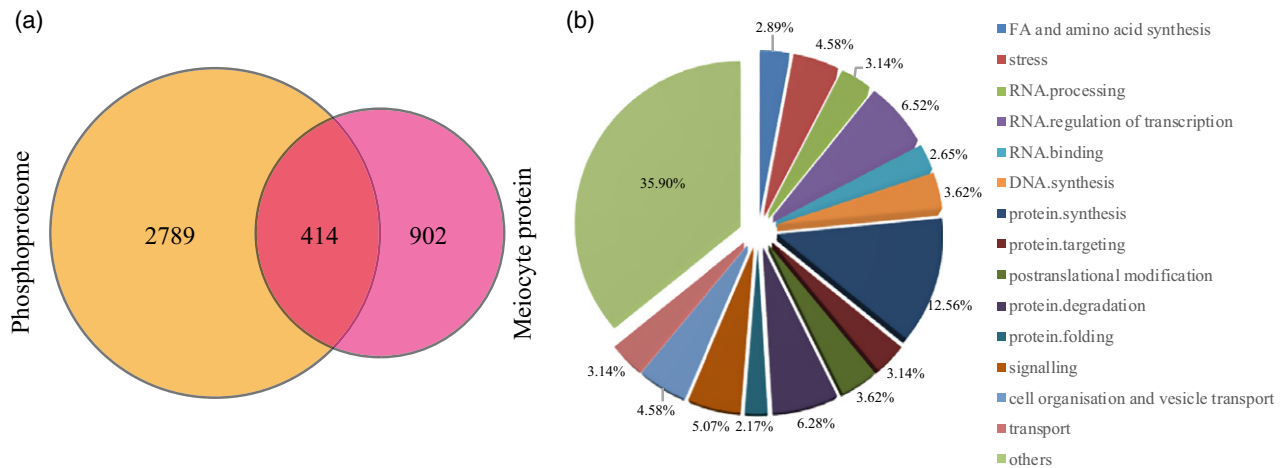 (a)
Phosphoproteome
2789
414
902
Meiocyte protein
(b)
2.89%
4.58%
3.14%
6.52%
2.65%
3.62%
12.56%
3.14%
3.62%
6.28%
2.17%
5.07%
4.58%
3.14%
35.90%
FA and amino acid synthesis
stress
RNA.processing
RNA.regulation of transcription
RNA.binding
DNA.synthesis
protein.synthesis
protein.targeting
postranslational modification
protein.degradation
protein.folding
signalling
cell organisation and vesicle transport
transport
others